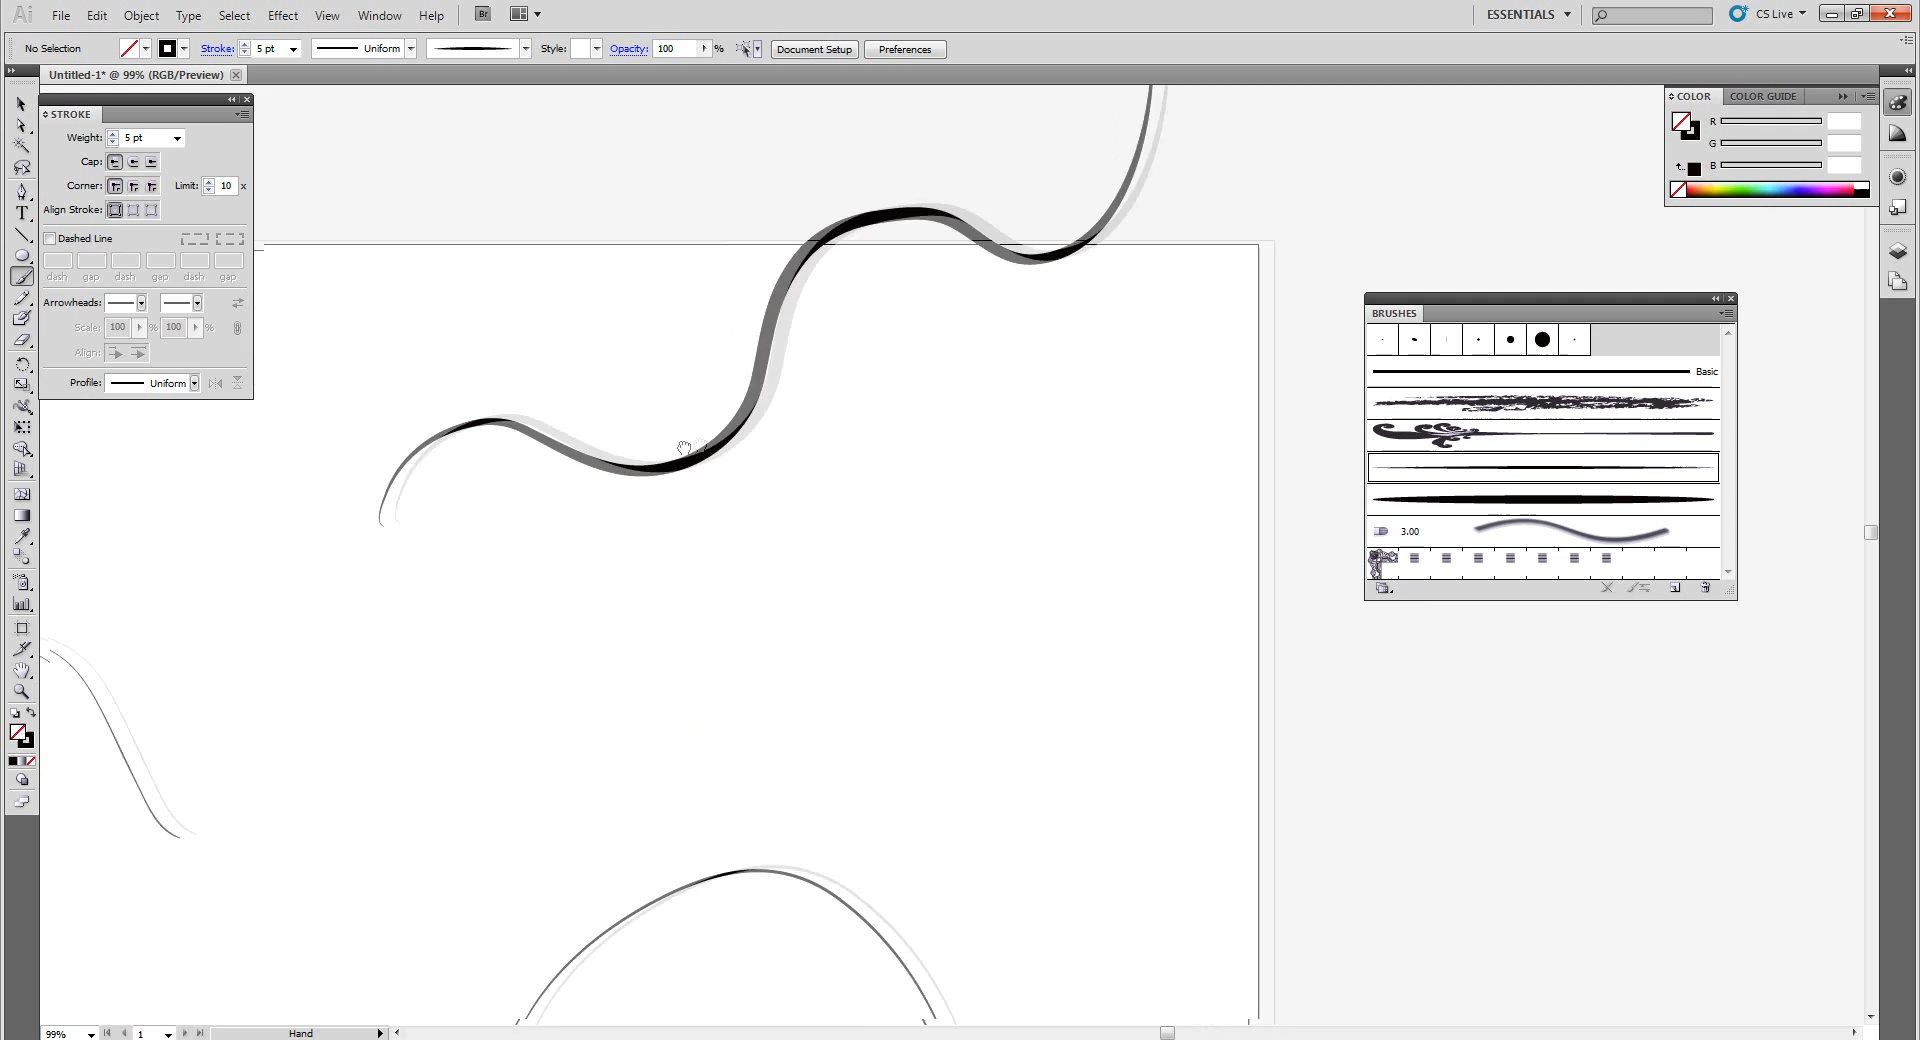 Ai File Edit Object Type Select Effect View Window Help Br ESSENTIALS CS Live
No Selection Stroke: 5 pt Uniform Style: Opacity: 100 % Document Setup Preferences
Untitled-1* @ 99% (RGB/Preview)
STROKE
Weight: 5 pt
Cap:
Corner: Limit: 10 x
Align Stroke:
Dashed Line
dash gap dash gap dash gap
Arrowheads:
Scale: 100 % 100 %
Align:
Profile: Uniform
COLOR COLOR GUIDE
R
G
B
BRUSHES
Basic
3.00
99% 1 Hand